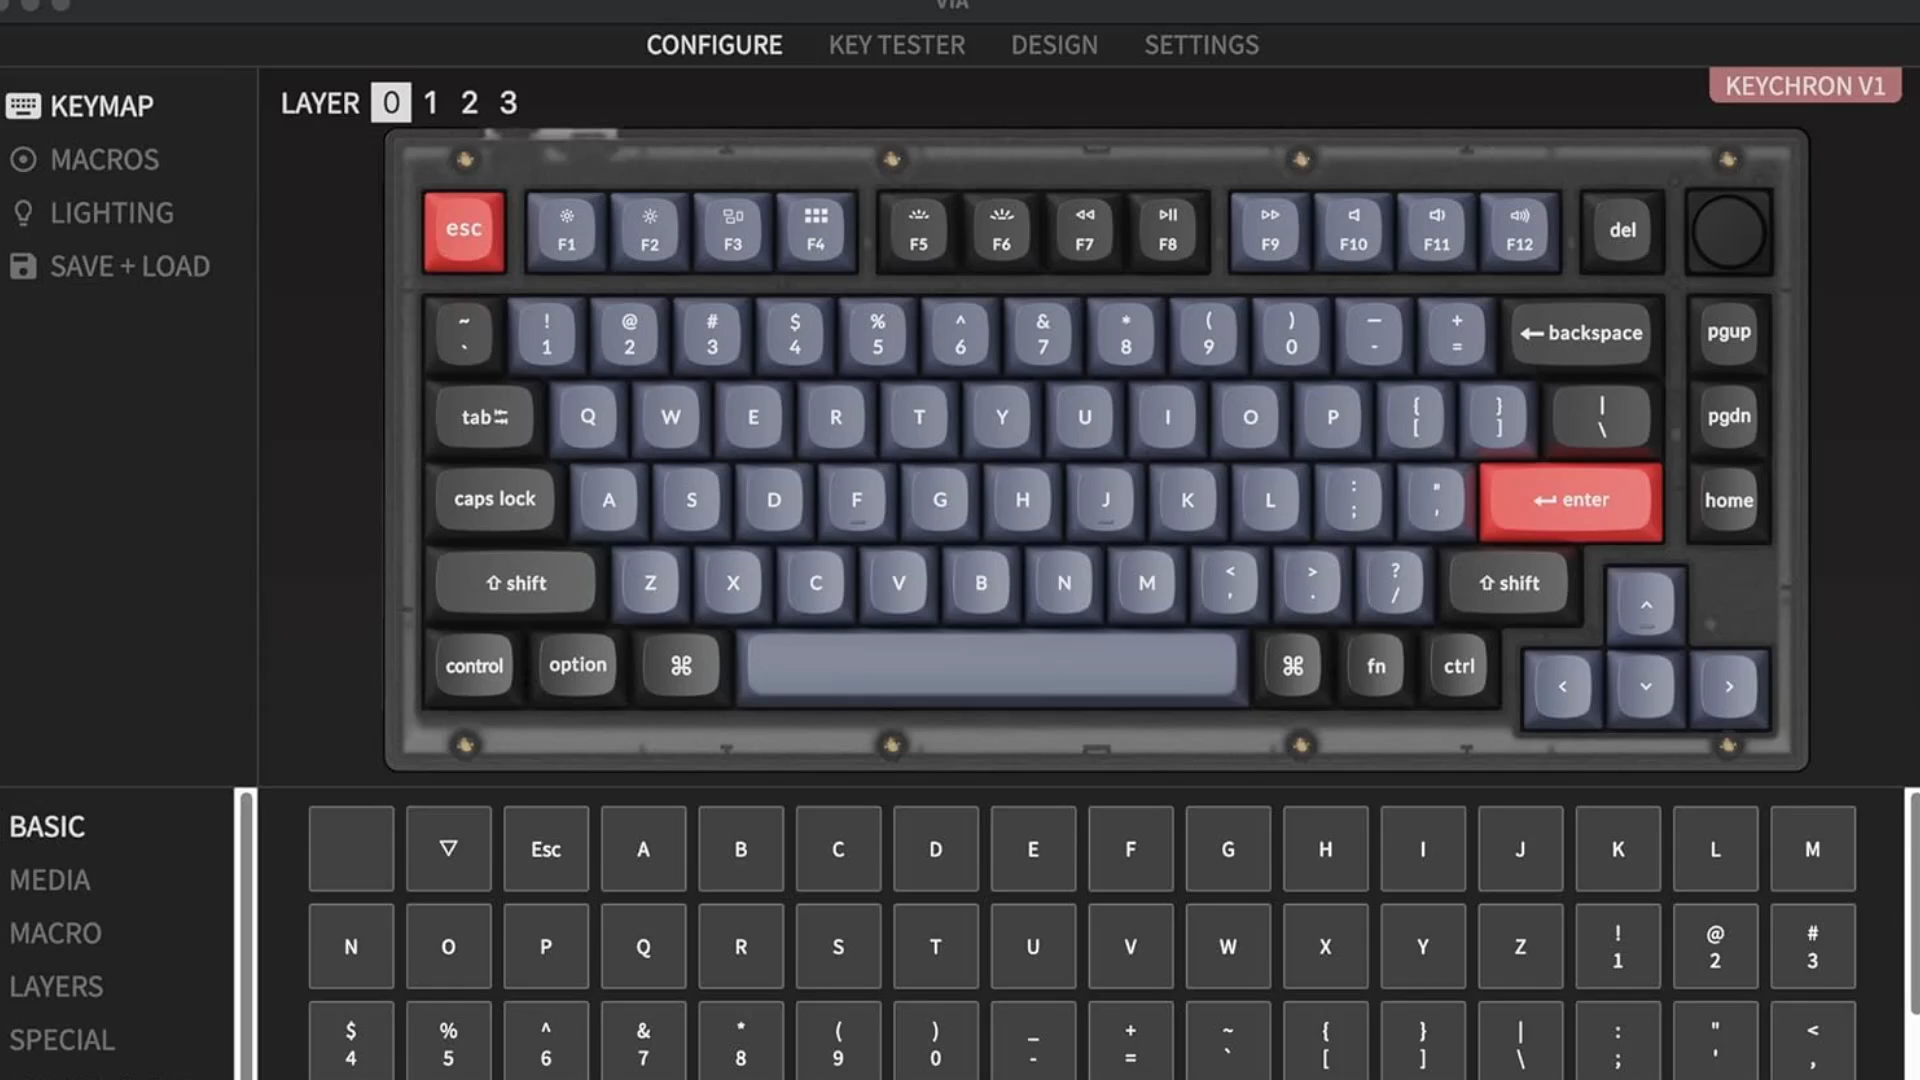 VIA
CONFIGURE KEY TESTER DESIGN SETTINGS
KEYMAP
MACROS
LIGHTING
SAVE + LOAD
LAYER 0 1 2 3
KEYCHRON V1
esc F1 F2 F3 F4 F5 F6 F7 F8 F9 F10 F11 F12 del
~ ! @ # $ % ^ & * ( ) — +
` 1 2 3 4 5 6 7 8 9 0 - = backspace pgup
tab Q W E R T Y U I O P { [ } ] | \ pgdn
caps lock A S D F G H J K L : ; " ' enter home
shift Z X C V B N M < , > . ? / shift ^
control option ⌘ ⌘ fn ctrl < ⌄ >
BASIC
MEDIA
MACRO
LAYERS
SPECIAL
▽ Esc A B C D E F G H I J K L M
N O P Q R S T U V W X Y Z ! 1 @ 2 # 3
$ % ^ & * ( ) _ + ~ { } | : " <
4 5 6 7 8 9 0 - = ` [ ] \ ; ' ,